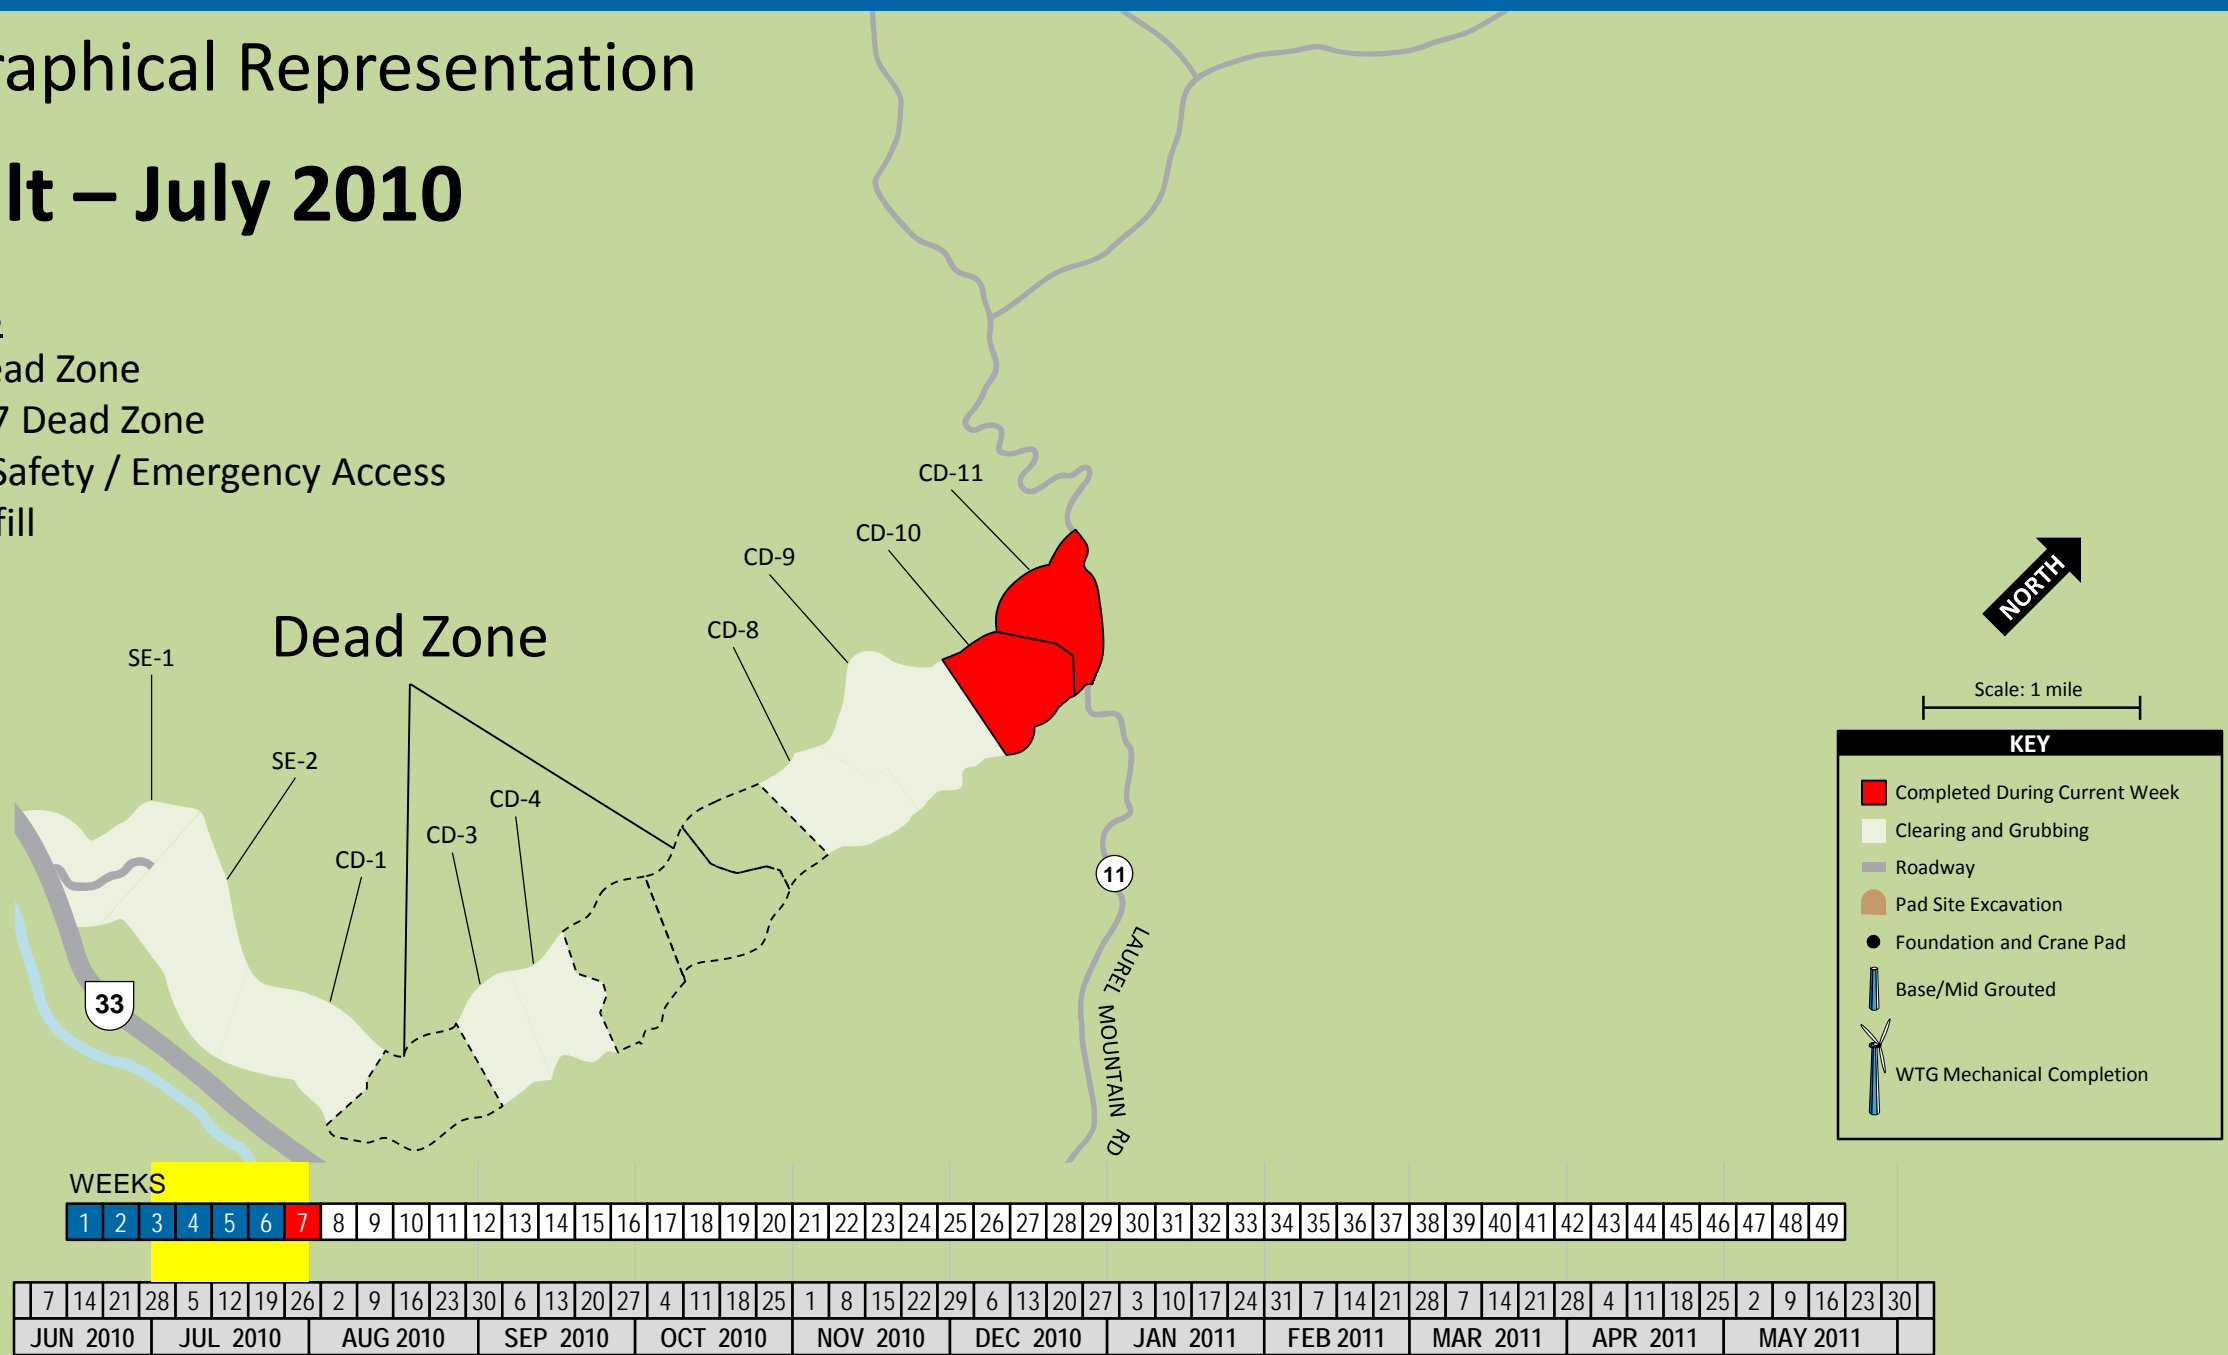 raphical Representation
lt – July 2010
ead Zone
7 Dead Zone
Safety / Emergency Access
fill
CD-11
CD-10
CD-9
CD-8
Dead Zone
SE-1
SE-2
CD-4
CD-3
CD-1
33
11
LAUREL MOUNTAIN RD
NORTH
Scale: 1 mile
KEY
Completed During Current Week
Clearing and Grubbing
Roadway
Pad Site Excavation
Foundation and Crane Pad
Base/Mid Grouted
WTG Mechanical Completion
WEEKS
1 2 3 4 5 6 7 8 9 10 11 12 13 14 15 16 17 18 19 20 21 22 23 24 25 26 27 28 29 30 31 32 33 34 35 36 37 38 39 40 41 42 43 44 45 46 47 48 49
7 14 21 28 5 12 19 26 2 9 16 23 30 6 13 20 27 4 11 18 25 1 8 15 22 29 6 13 20 27 3 10 17 24 31 7 14 21 28 7 14 21 28 4 11 18 25 2 9 16 23 30
JUN 2010 JUL 2010 AUG 2010 SEP 2010 OCT 2010 NOV 2010 DEC 2010 JAN 2011 FEB 2011 MAR 2011 APR 2011 MAY 2011